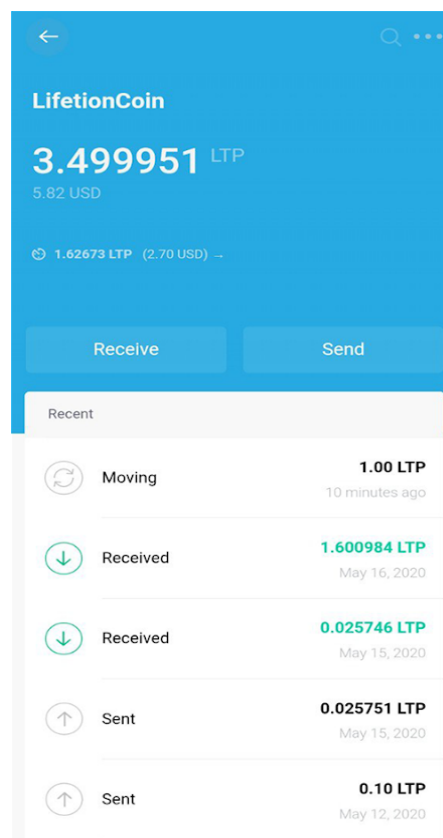 LifetionCoin
3.499951 LTP
5.82 USD
1.62673 LTP (2.70 USD) →
Receive Send
Recent
Moving 1.00 LTP
10 minutes ago
Received 1.600984 LTP
May 16, 2020
Received 0.025746 LTP
May 15, 2020
Sent 0.025751 LTP
May 15, 2020
Sent 0.10 LTP
May 12, 2020